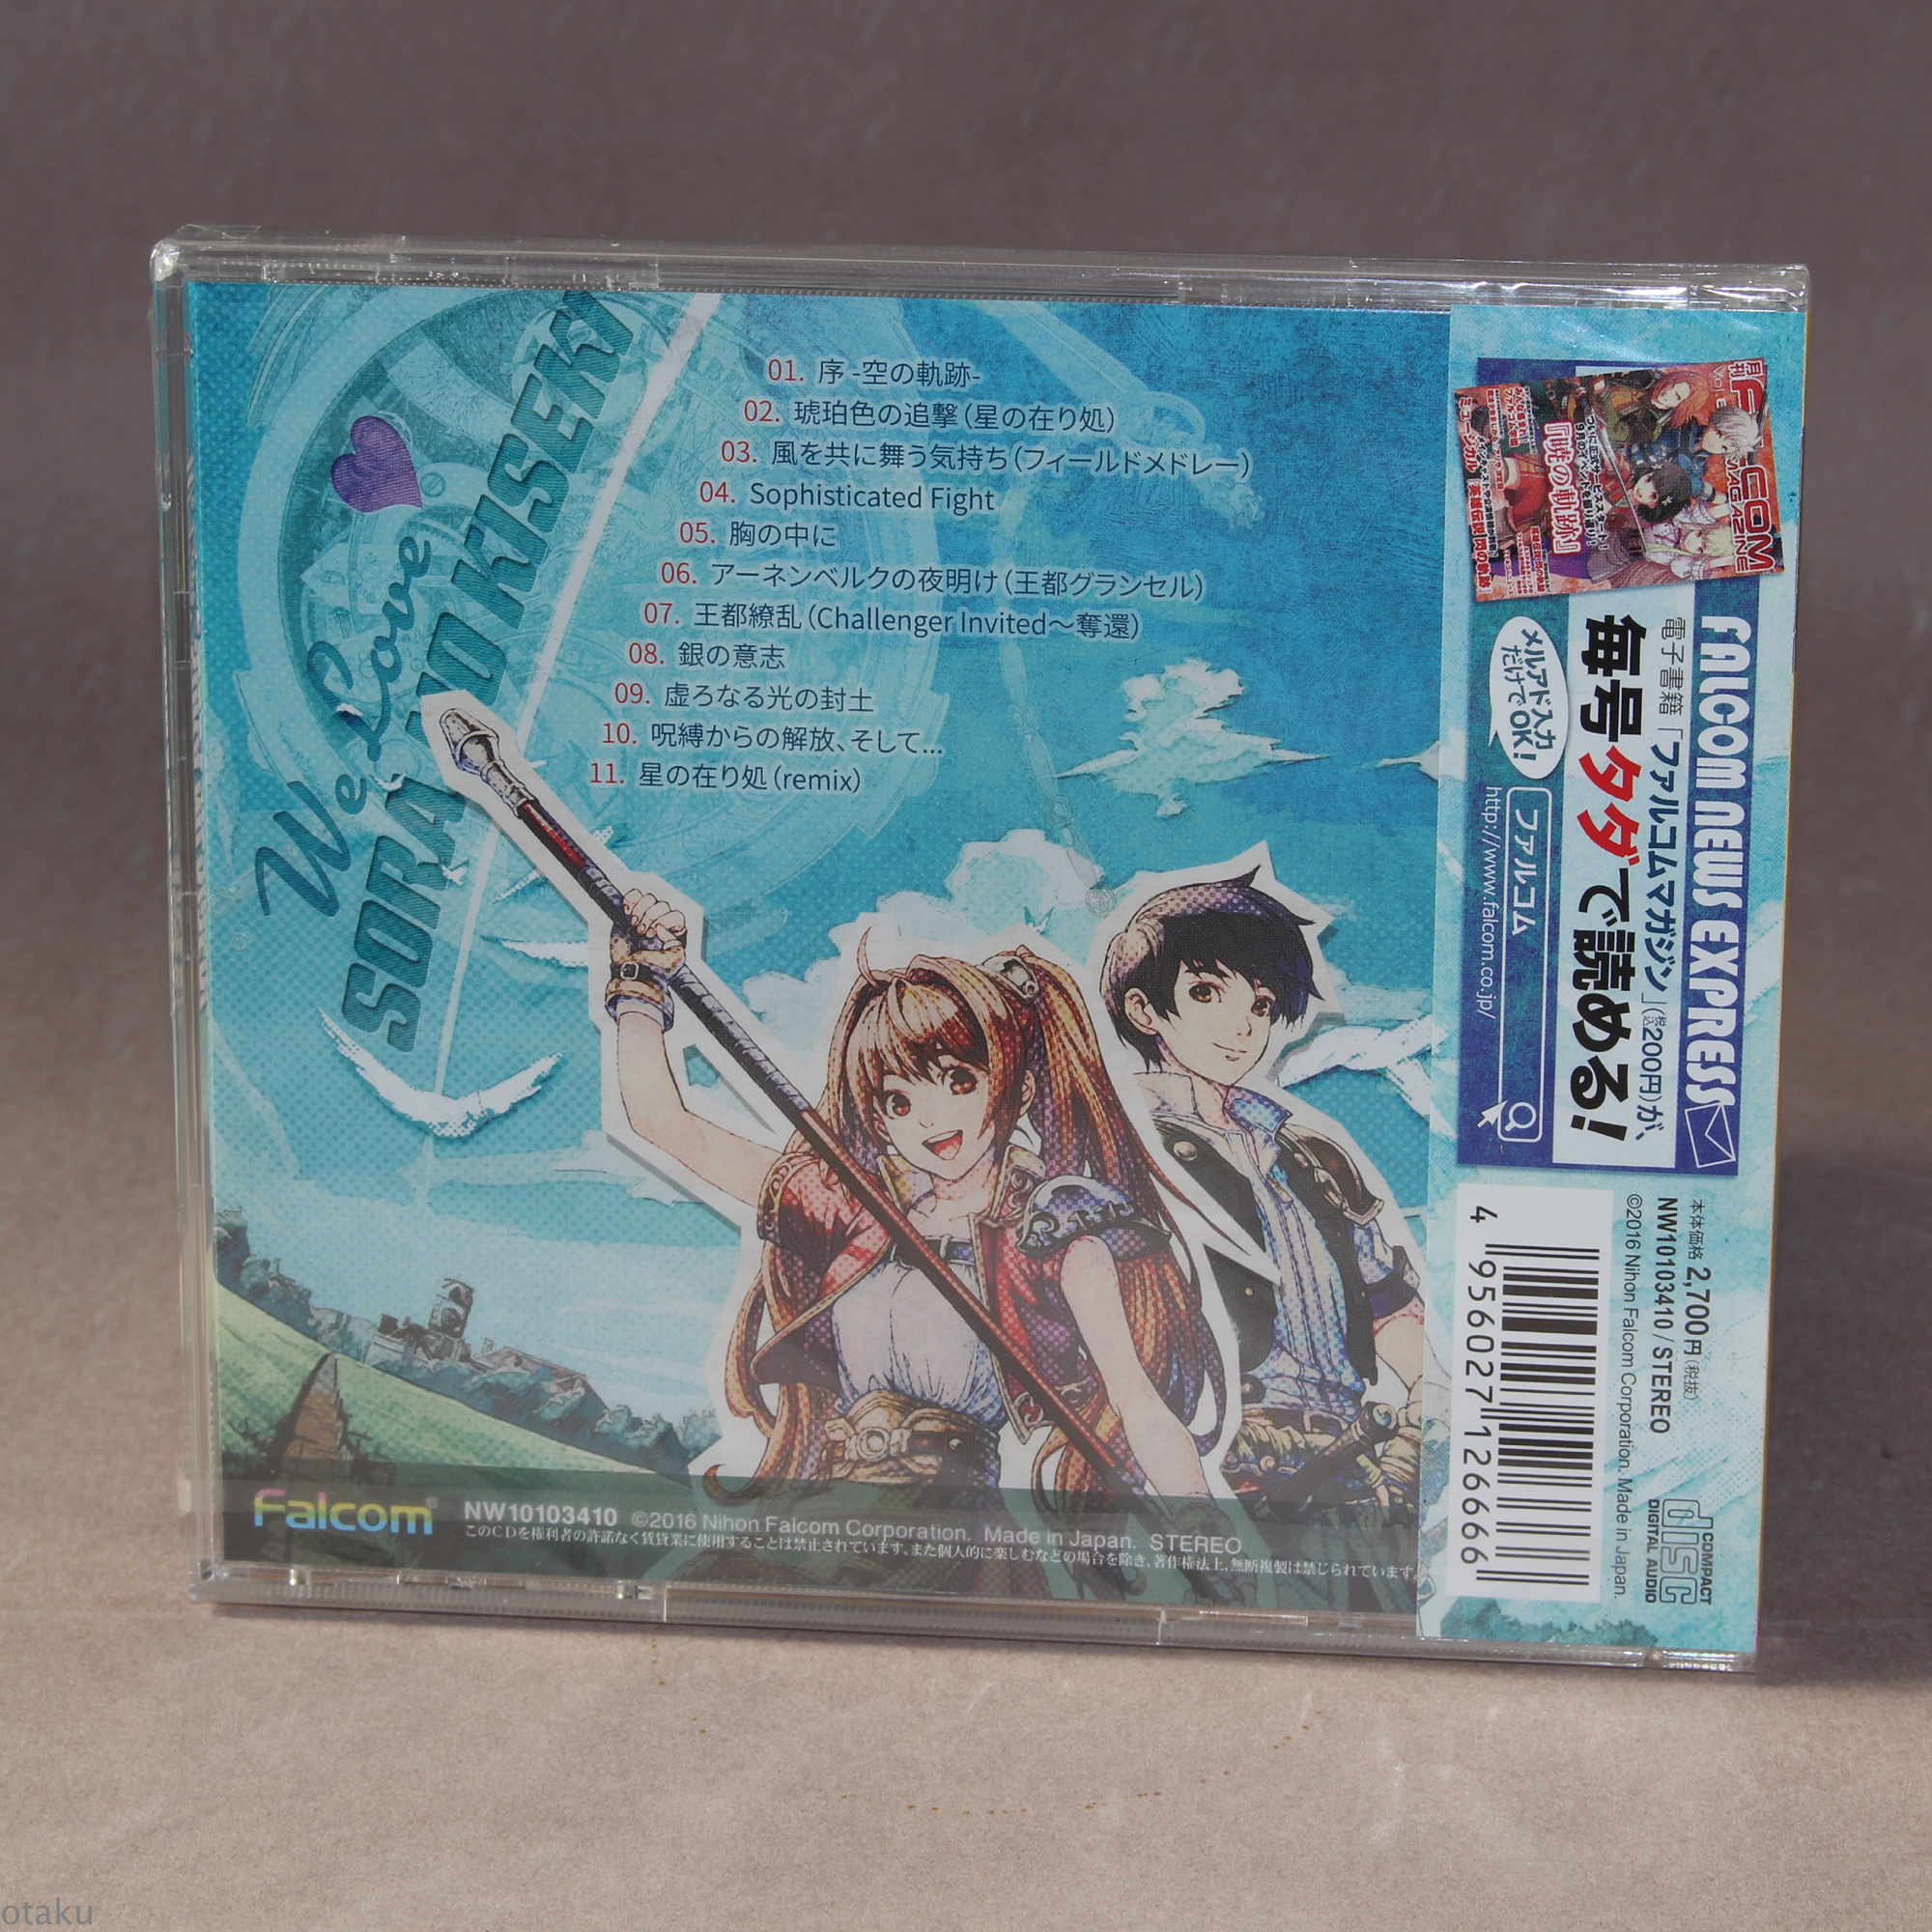 We Love
SORA NO KISEKI
01. 序 -空の軌跡-
02. 琥珀色の追撃（星の在り処）
03. 風を共に舞う気持ち（フィールドメドレー）
04. Sophisticated Fight
05. 胸の中に
06. アーネンベルクの夜明け（王都グランセル）
07. 王都繚乱（Challenger Invited～奪還）
08. 銀の意志
09. 虚ろなる光の封土
10. 呪縛からの解放、そして…
11. 星の在り処（remix）
Falcom
NW10103410 ©2016 Nihon Falcom Corporation. Made in Japan. STEREO
このCDを権利者の許諾なく賃貸業に使用することは禁止されています。また個人的に楽しむなどの場合を除き、著作権法上、無断複製は禁じられています。
MAGAZINE
『暁の軌跡』
FALCOM NEWS EXPRESS
電子書籍「ファルコムマガジン」(税込200円)が、
毎号タダで読める!
メルアド入力
だけでOK!
ファルコム
http://www.falcom.co.jp/
本体価格 2,700円 (税抜)
NW10103410 / STEREO
©2016 Nihon Falcom Corporation. Made in Japan.
4 956027 126666
COMPACT
disc
DIGITAL AUDIO
otaku